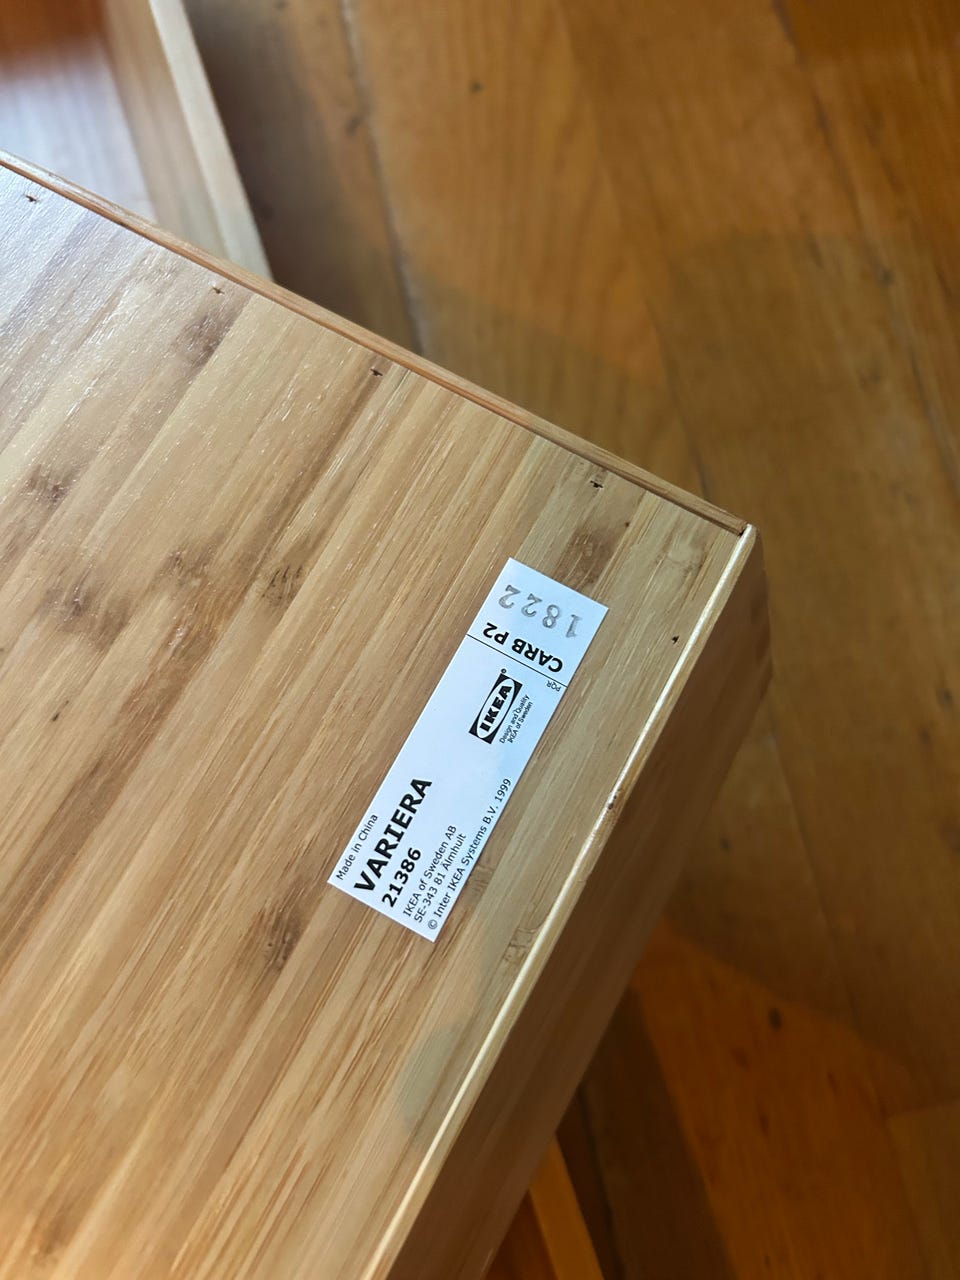 Made in China
VARIERA
21386
IKEA of Sweden AB
SE-343 81 Älmhult
© Inter IKEA Systems B.V. 1999
IKEA®
Design and Quality
IKEA of Sweden
PQR
CARB P2
1822